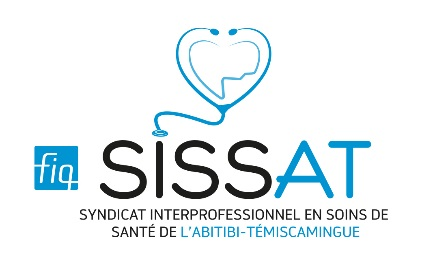 fiq SISSAT
SYNDICAT INTERPROFESSIONNEL EN SOINS DE
SANTÉ DE L'ABITIBI-TÉMISCAMINGUE